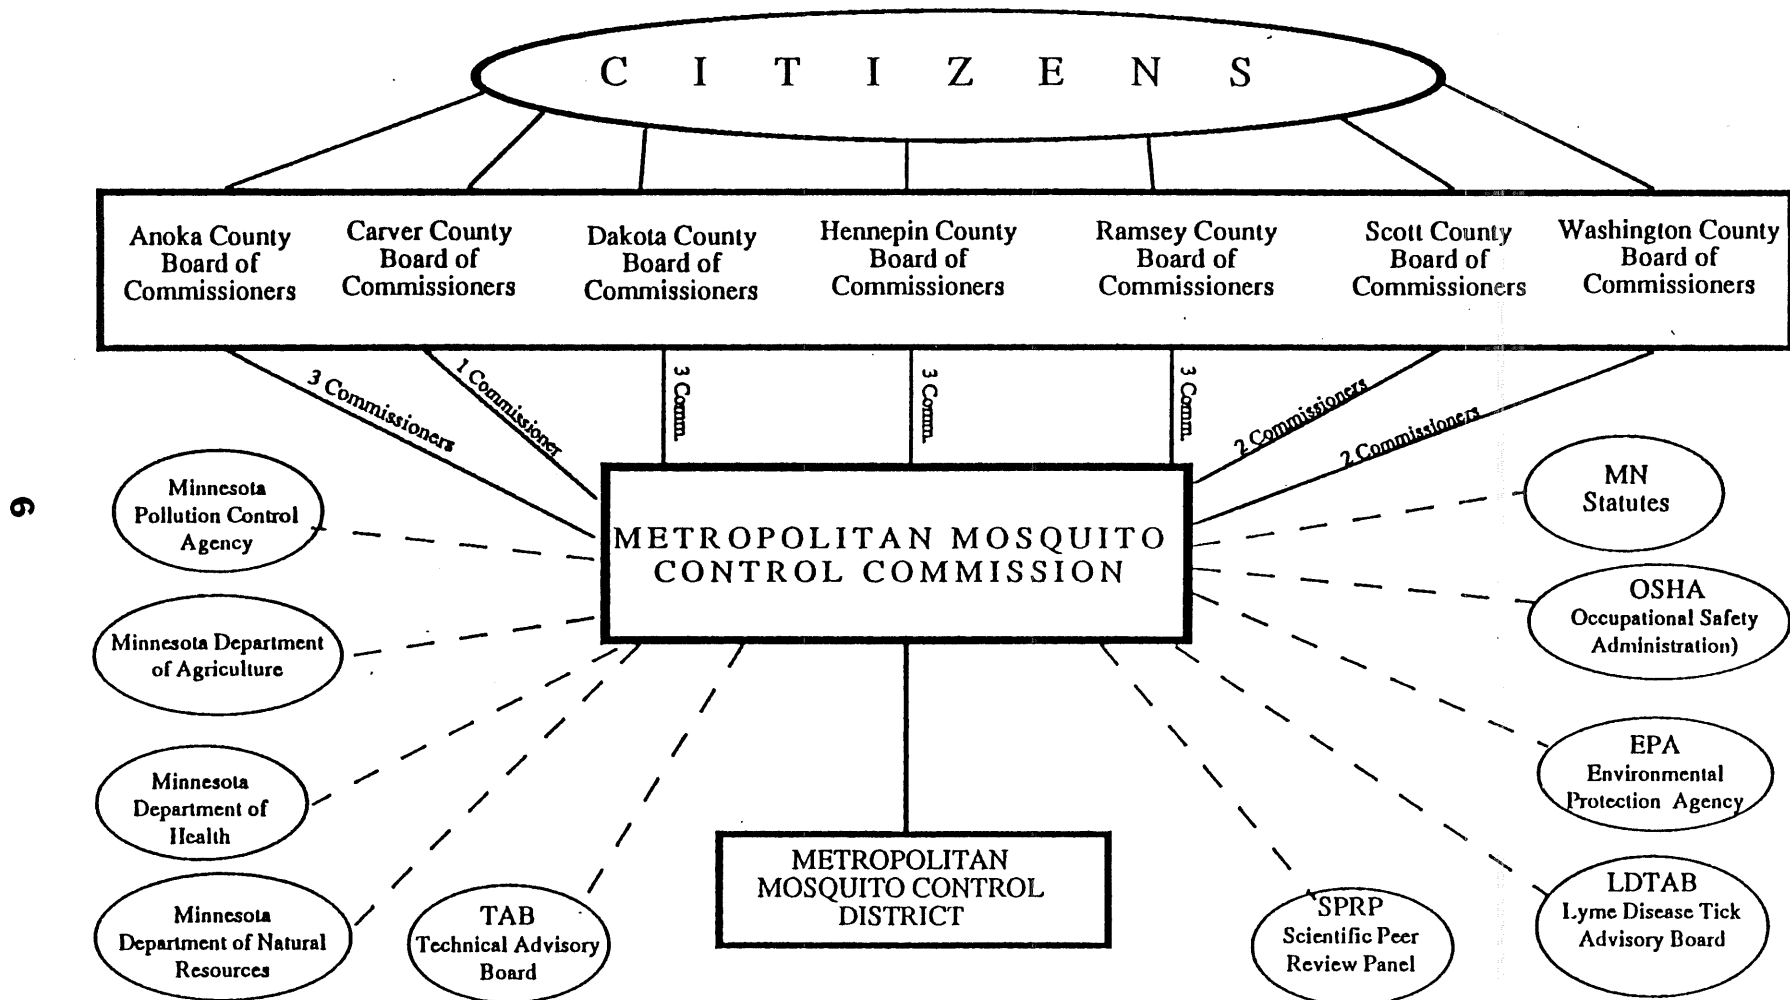 C I T I Z E N S
Anoka County
Board of
Commissioners
Carver County
Board of
Commissioners
Dakota County
Board of
Commissioners
Hennepin County
Board of
Commissioners
Ramsey County
Board of
Commissioners
Scott County
Board of
Commissioners
Washington County
Board of
Commissioners
3 Commissioners
1 Commissioner
3 Comm.
3 Comm.
3 Comm.
2 Commissioners
2 Commissioners
METROPOLITAN MOSQUITO
CONTROL COMMISSION
Minnesota
Pollution Control
Agency
Minnesota Department
of Agriculture
Minnesota
Department of
Health
Minnesota
Department of Natural
Resources
TAB
Technical Advisory
Board
METROPOLITAN
MOSQUITO CONTROL
DISTRICT
SPRP
Scientific Peer
Review Panel
MN
Statutes
OSHA
Occupational Safety
Administration)
EPA
Environmental
Protection Agency
LDTAB
Lyme Disease Tick
Advisory Board
6